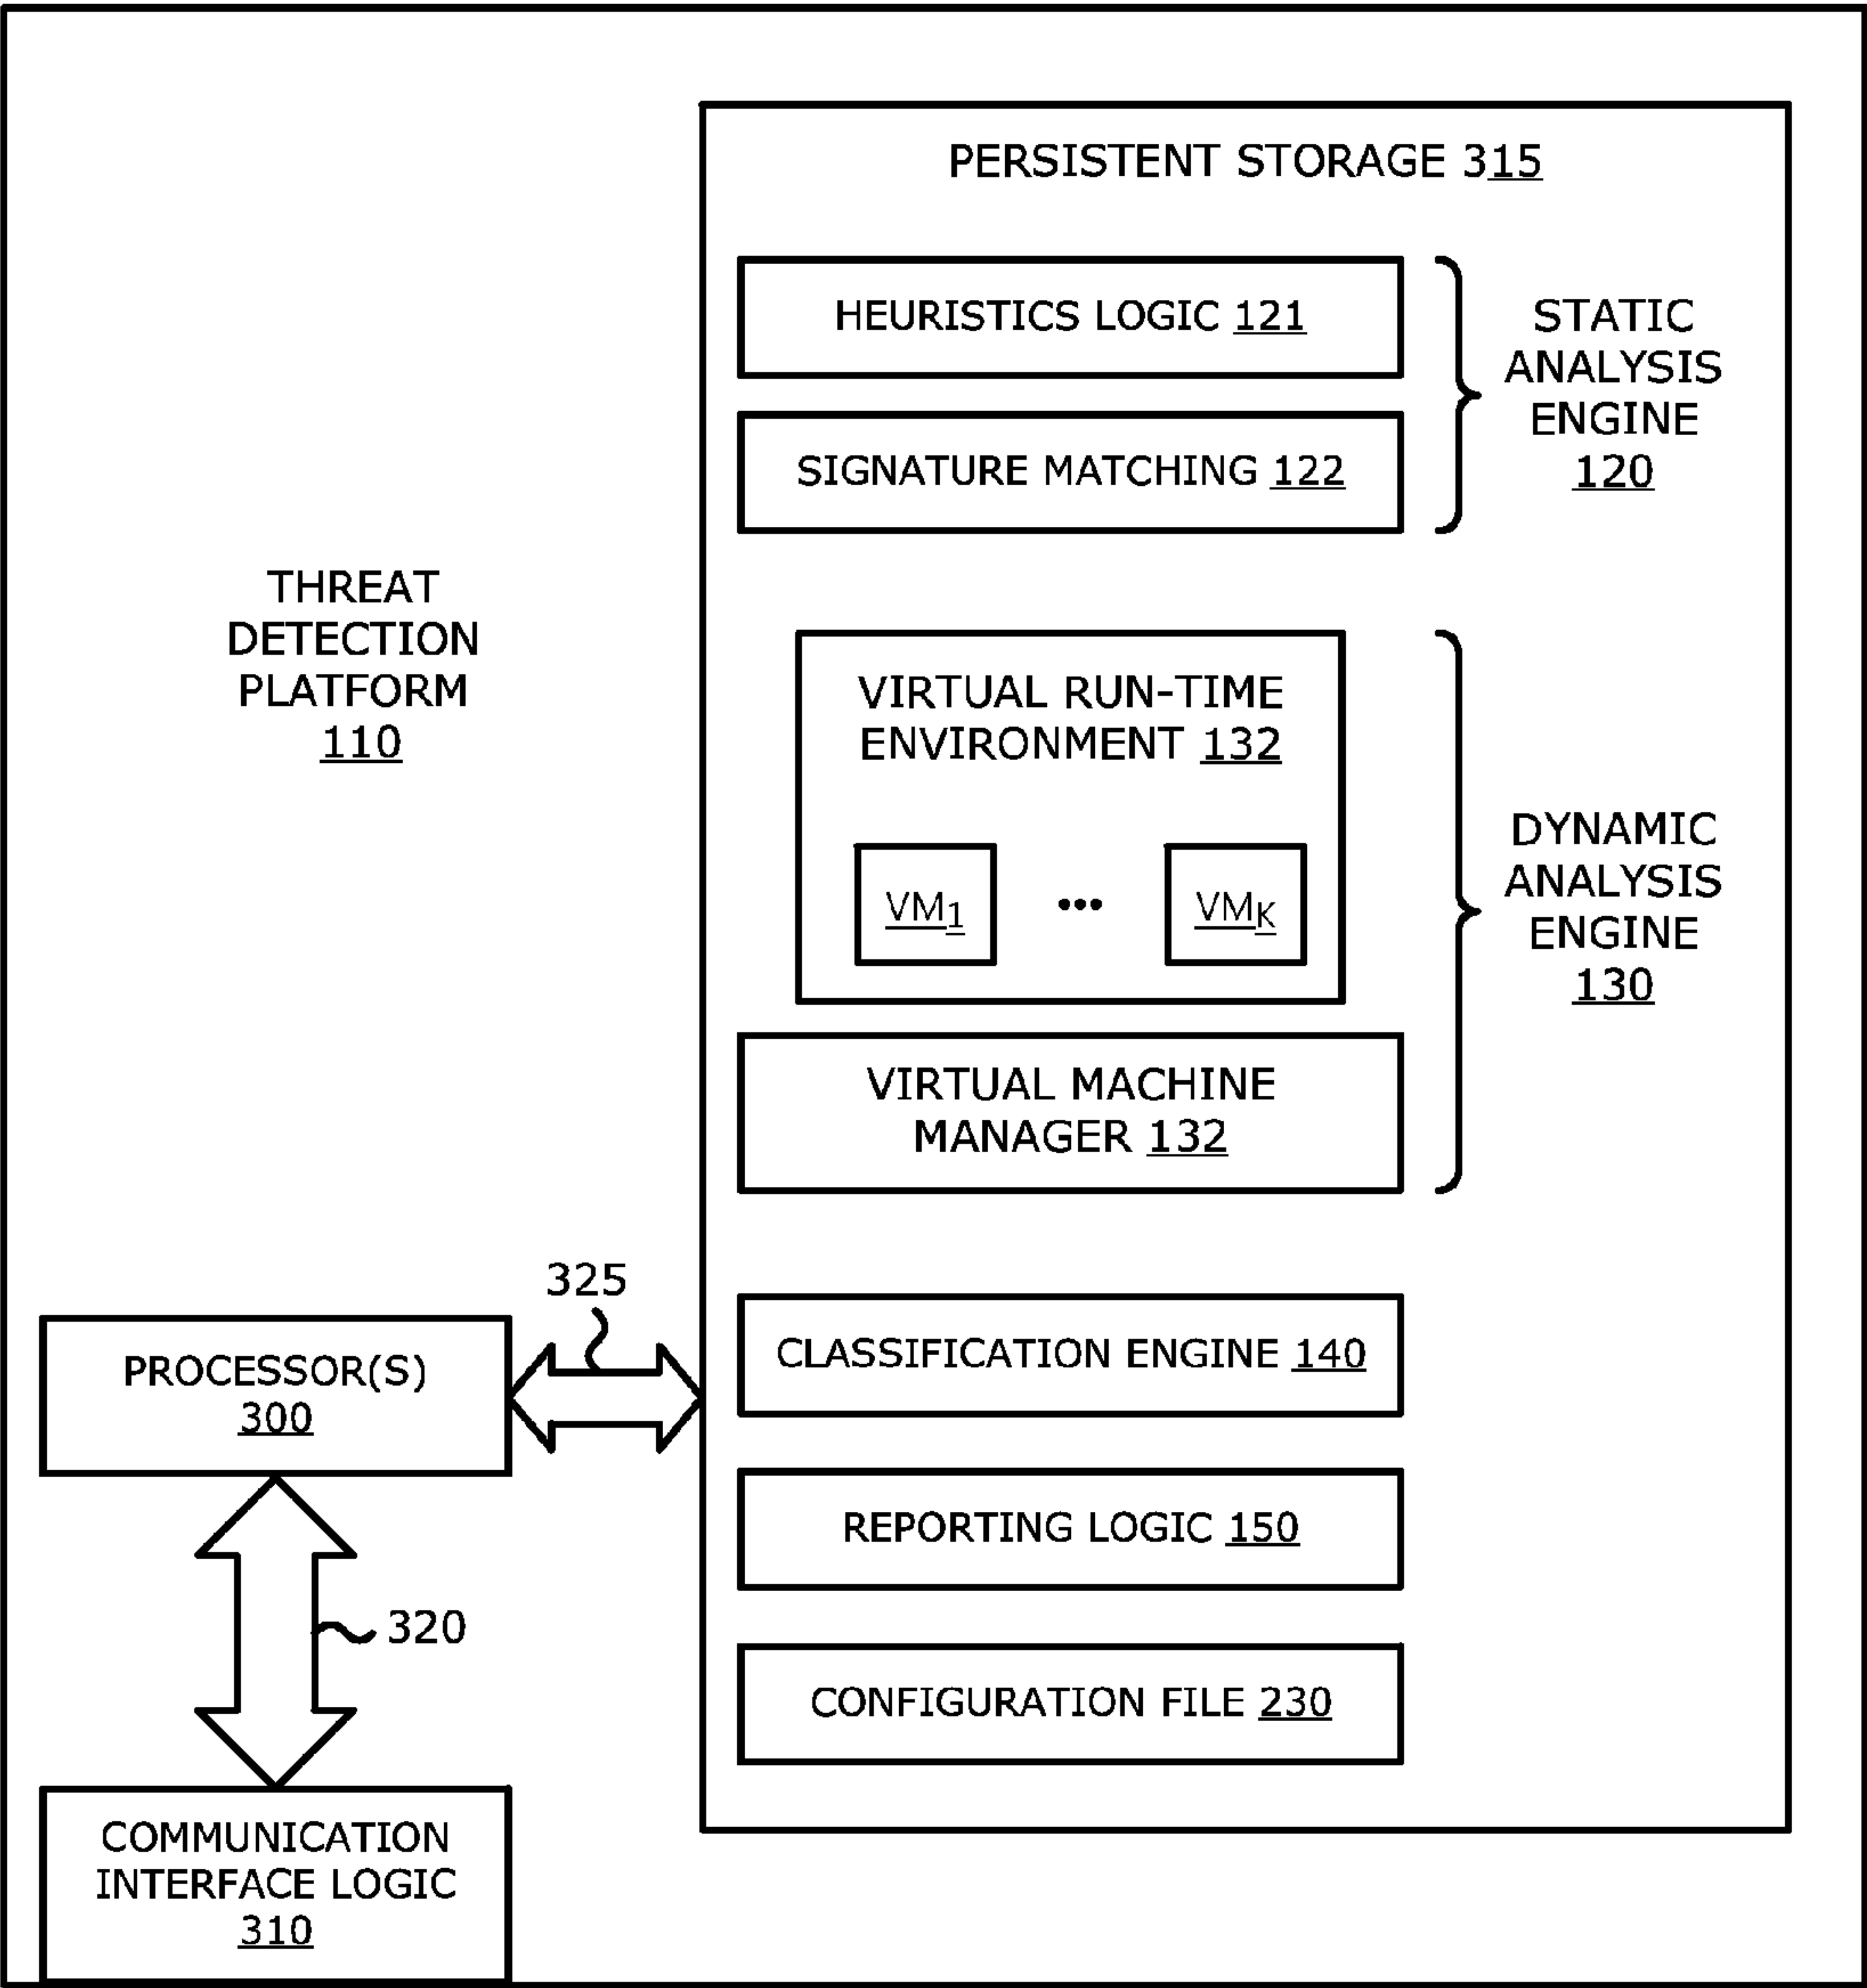 PERSISTENT STORAGE 315
HEURISTICS LOGIC 121
SIGNATURE MATCHING 122
STATIC
ANALYSIS
ENGINE
120
THREAT
DETECTION
PLATFORM
110
VIRTUAL RUN-TIME
ENVIRONMENT 132
VM1
•••
VMK
VIRTUAL MACHINE
MANAGER 132
DYNAMIC
ANALYSIS
ENGINE
130
325
PROCESSOR(S)
300
CLASSIFICATION ENGINE 140
REPORTING LOGIC 150
320
CONFIGURATION FILE 230
COMMUNICATION
INTERFACE LOGIC
310